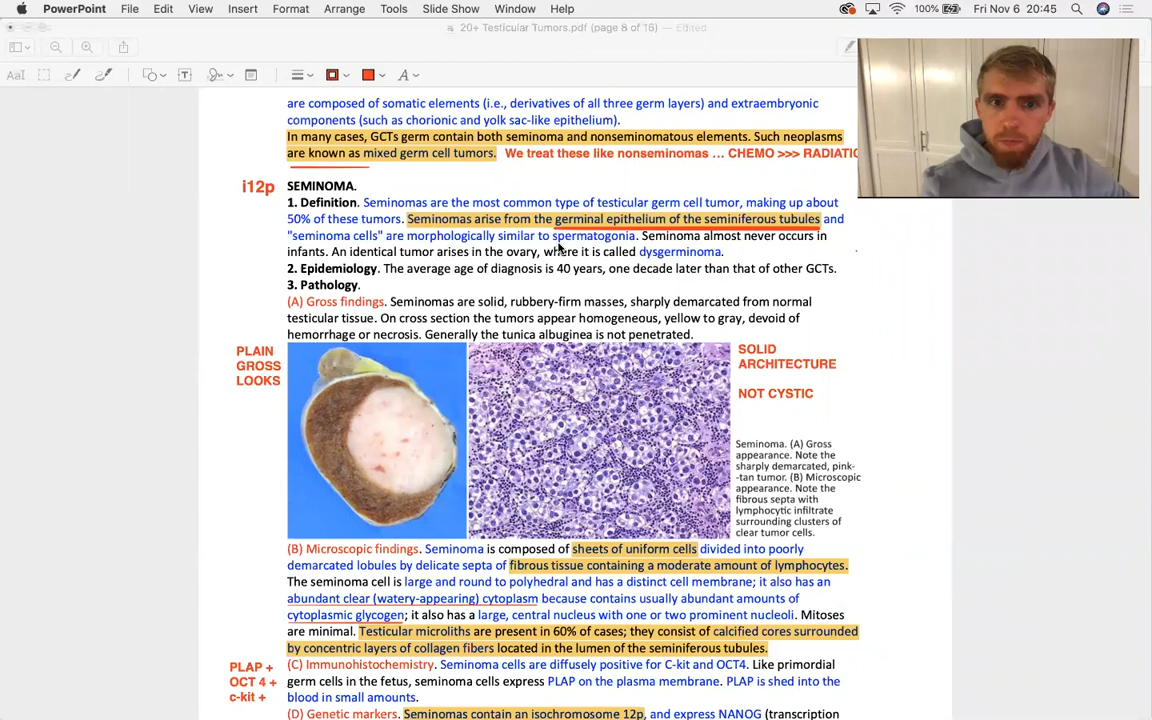 PowerPoint File Edit View Insert Format Arrange Tools Slide Show Window Help 100% Fri Nov 6 20:45
20+ Testicular Tumors.pdf (page 8 of 16) — Edited
are composed of somatic elements (i.e., derivatives of all three germ layers) and extraembryonic
components (such as chorionic and yolk sac-like epithelium).
In many cases, GCTs germ contain both seminoma and nonseminomatous elements. Such neoplasms
are known as mixed germ cell tumors. We treat these like nonseminomas ... CHEMO >>> RADIATIO
i12p SEMINOMA.
1. Definition. Seminomas are the most common type of testicular germ cell tumor, making up about
50% of these tumors. Seminomas arise from the germinal epithelium of the seminiferous tubules and
"seminoma cells" are morphologically similar to spermatogonia. Seminoma almost never occurs in
infants. An identical tumor arises in the ovary, where it is called dysgerminoma.
2. Epidemiology. The average age of diagnosis is 40 years, one decade later than that of other GCTs.
3. Pathology.
(A) Gross findings. Seminomas are solid, rubbery-firm masses, sharply demarcated from normal
testicular tissue. On cross section the tumors appear homogeneous, yellow to gray, devoid of
hemorrhage or necrosis. Generally the tunica albuginea is not penetrated.
PLAIN
GROSS
LOOKS
SOLID
ARCHITECTURE
NOT CYSTIC
Seminoma. (A) Gross
appearance. Note the
sharply demarcated, pink-
-tan tumor. (B) Microscopic
appearance. Note the
fibrous septa with
lymphocytic infiltrate
surrounding clusters of
clear tumor cells.
(B) Microscopic findings. Seminoma is composed of sheets of uniform cells divided into poorly
demarcated lobules by delicate septa of fibrous tissue containing a moderate amount of lymphocytes.
The seminoma cell is large and round to polyhedral and has a distinct cell membrane; it also has an
abundant clear (watery-appearing) cytoplasm because contains usually abundant amounts of
cytoplasmic glycogen; it also has a large, central nucleus with one or two prominent nucleoli. Mitoses
are minimal. Testicular microliths are present in 60% of cases; they consist of calcified cores surrounded
by concentric layers of collagen fibers located in the lumen of the seminiferous tubules.
PLAP +
OCT 4 +
c-kit +
(C) Immunohistochemistry. Seminoma cells are diffusely positive for C-kit and OCT4. Like primordial
germ cells in the fetus, seminoma cells express PLAP on the plasma membrane. PLAP is shed into the
blood in small amounts.
(D) Genetic markers. Seminomas contain an isochromosome 12p, and express NANOG (transcription